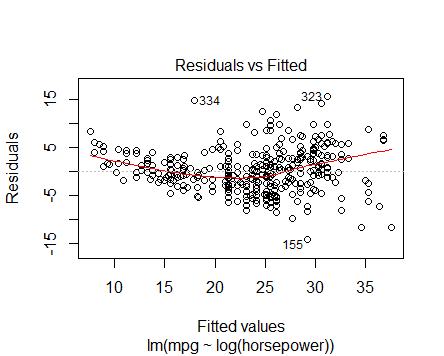 Residuals vs Fitted
Residuals
15
5
-5
-15
334
323
155
10 15 20 25 30 35
Fitted values
lm(mpg ~ log(horsepower))